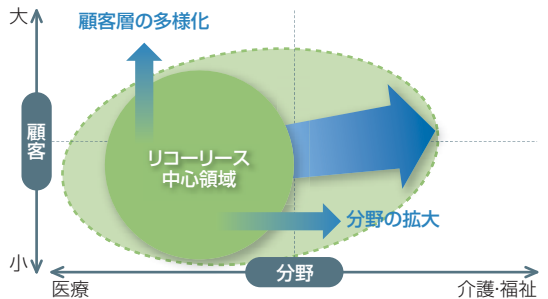 大
顧客層の多様化
顧客
リコーリース
中心領域
分野の拡大
小
分野
医療
介護・福祉